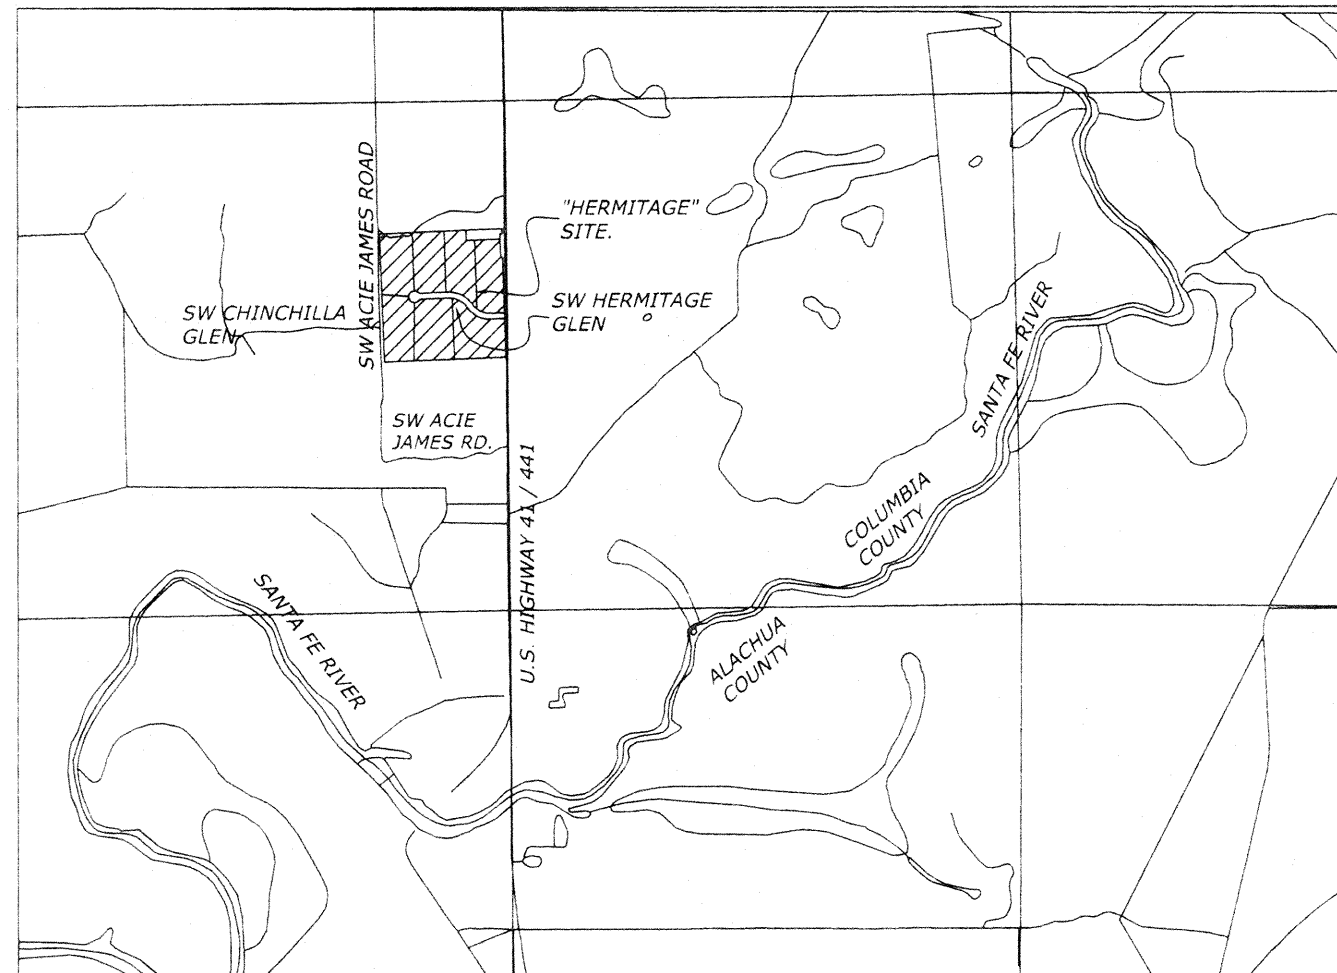 SW ACIE JAMES ROAD
"HERMITAGE"
SITE.
SW CHINCHILLA
GLEN
SW HERMITAGE
GLEN
SANTA FE RIVER
SW ACIE
JAMES RD.
U.S. HIGHWAY 41 / 441
COLUMBIA
COUNTY
SANTA FE RIVER
ALACHUA
COUNTY